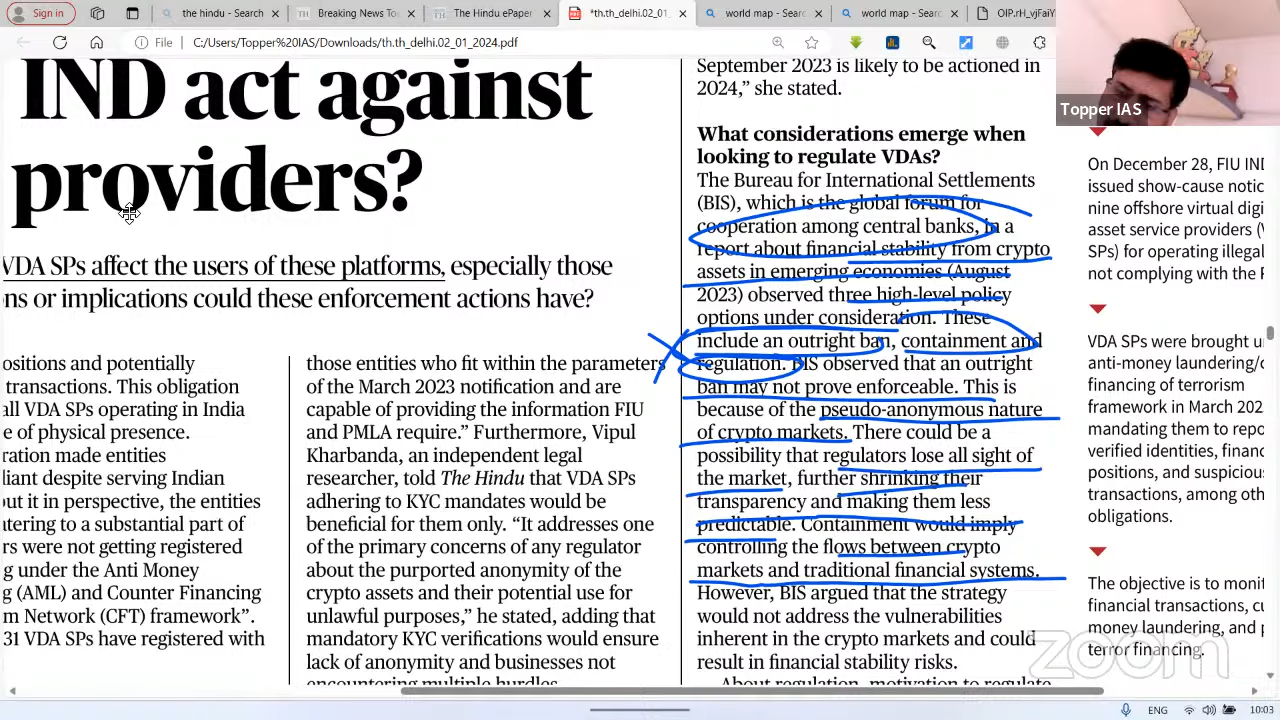 Sign in
the hindu - Search
Breaking News To
The Hindu ePaper
*th.th_delhi.02_01
world map - Sear
world map - Sear
OIP.rH_vjFaiY
File
C:/Users/Topper%20IAS/Downloads/th.th_delhi.02_01_2024.pdf
Topper IAS
IND act against
providers?
VDA SPs affect the users of these platforms, especially those
ns or implications could these enforcement actions have?
ositions and potentially
transactions. This obligation
all VDA SPs operating in India
e of physical presence.
ration made entities
liant despite serving Indian
out it in perspective, the entities
tering to a substantial part of
rs were not getting registered
g under the Anti Money
g (AML) and Counter Financing
m Network (CFT) framework”.
31 VDA SPs have registered with
those entities who fit within the parameters
of the March 2023 notification and are
capable of providing the information FIU
and PMLA require.” Furthermore, Vipul
Kharbanda, an independent legal
researcher, told The Hindu that VDA SPs
adhering to KYC mandates would be
beneficial for them only. “It addresses one
of the primary concerns of any regulator
about the purported anonymity of the
crypto assets and their potential use for
unlawful purposes,” he stated, adding that
mandatory KYC verifications would ensure
lack of anonymity and businesses not
encountering multiple hurdles
September 2023 is likely to be actioned in
2024,” she stated.
What considerations emerge when
looking to regulate VDAs?
The Bureau for International Settlements
(BIS), which is the global forum for
cooperation among central banks, in a
report about financial stability from crypto
assets in emerging economies (August
2023) observed three high-level policy
options under consideration. These
include an outright ban, containment and
regulation. BIS observed that an outright
ban may not prove enforceable. This is
because of the pseudo-anonymous nature
of crypto markets. There could be a
possibility that regulators lose all sight of
the market, further shrinking their
transparency and making them less
predictable. Containment would imply
controlling the flows between crypto
markets and traditional financial systems.
However, BIS argued that the strategy
would not address the vulnerabilities
inherent in the crypto markets and could
result in financial stability risks.
About regulation, motivation to regulate
On December 28, FIU IND
issued show-cause notic
nine offshore virtual digi
asset service providers (V
SPs) for operating illegal
not complying with the P
VDA SPs were brought u
anti-money laundering/c
financing of terrorism
framework in March 202
mandating them to repo
verified identities, financ
positions, and suspiciou
transactions, among oth
obligations.
The objective is to monit
financial transactions, cu
money laundering, and p
terror financing.
zoom
ENG
10:03